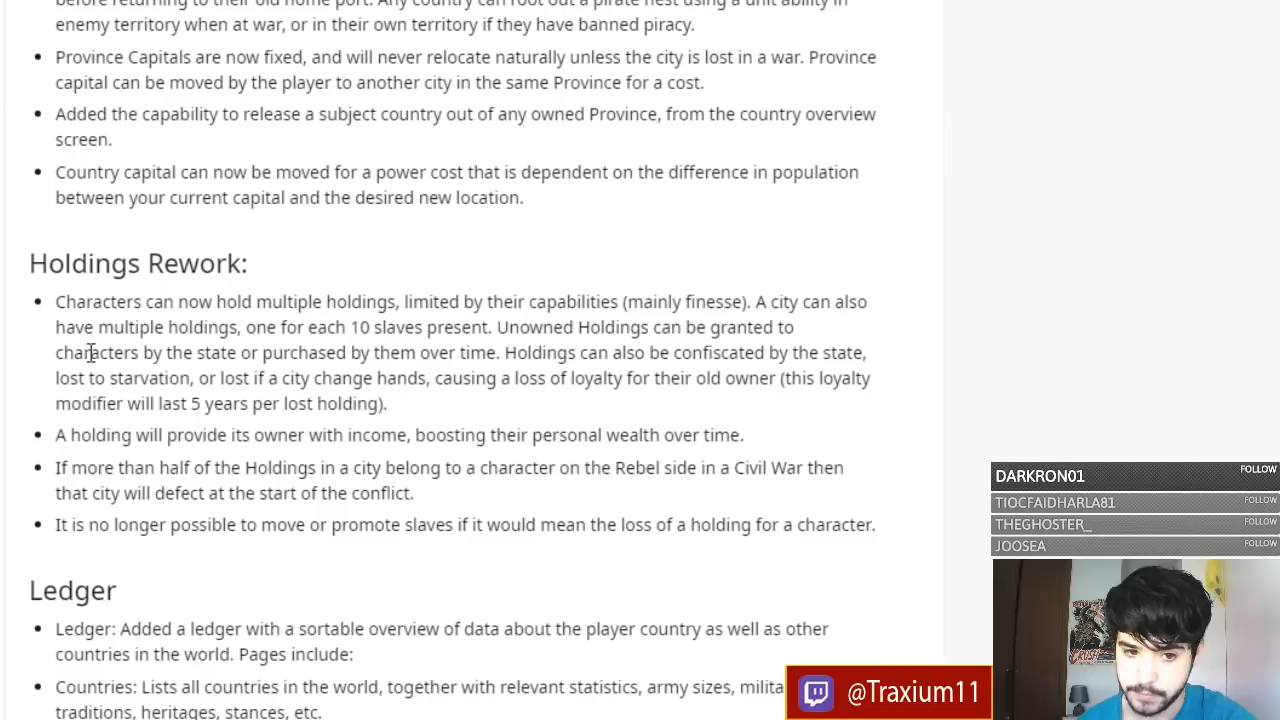 before returning to their old home port. Any country can root out a pirate nest using a unit ability in
enemy territory when at war, or in their own territory if they have banned piracy.
Province Capitals are now fixed, and will never relocate naturally unless the city is lost in a war. Province
capital can be moved by the player to another city in the same Province for a cost.
Added the capability to release a subject country out of any owned Province, from the country overview
screen.
Country capital can now be moved for a power cost that is dependent on the difference in population
between your current capital and the desired new location.
Holdings Rework:
Characters can now hold multiple holdings, limited by their capabilities (mainly finesse). A city can also
have multiple holdings, one for each 10 slaves present. Unowned Holdings can be granted to
characters by the state or purchased by them over time. Holdings can also be confiscated by the state,
lost to starvation, or lost if a city change hands, causing a loss of loyalty for their old owner (this loyalty
modifier will last 5 years per lost holding).
A holding will provide its owner with income, boosting their personal wealth over time.
If more than half of the Holdings in a city belong to a character on the Rebel side in a Civil War then
that city will defect at the start of the conflict.
It is no longer possible to move or promote slaves if it would mean the loss of a holding for a character.
Ledger
Ledger: Added a ledger with a sortable overview of data about the player country as well as other
countries in the world. Pages include:
Countries: Lists all countries in the world, together with relevant statistics, army sizes, milita
traditions, heritages, stances, etc.
DARKRON01 FOLLOW
TIOCFAIDHARLA81 FOLLOW
THEGHOSTER_ FOLLOW
JOOSEA FOLLOW
@Traxium11